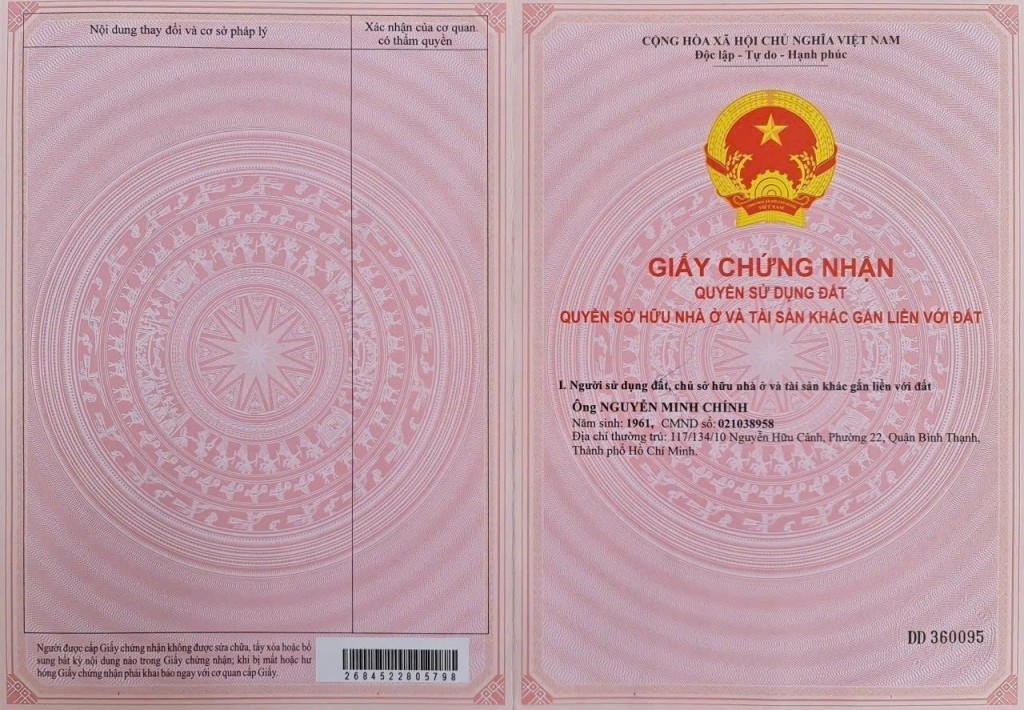 Nội dung thay đổi và cơ sở pháp lý
Xác nhận của cơ quan
có thẩm quyền
Người được cấp Giấy chứng nhận không được sửa chữa, tẩy xóa hoặc bổ
sung bất kỳ nội dung nào trong Giấy chứng nhận; khi bị mất hoặc hư
hỏng Giấy chứng nhận phải khai báo ngay với cơ quan cấp Giấy.
2684522805798
CỘNG HÒA XÃ HỘI CHỦ NGHĨA VIỆT NAM
Độc lập - Tự do - Hạnh phúc
VIỆT NAM
GIẤY CHỨNG NHẬN
QUYỀN SỬ DỤNG ĐẤT
QUYỀN SỞ HỮU NHÀ Ở VÀ TÀI SẢN KHÁC GẮN LIỀN VỚI ĐẤT
I. Người sử dụng đất, chủ sở hữu nhà ở và tài sản khác gắn liền với đất
Ông NGUYỄN MINH CHÍNH
Năm sinh: 1961, CMND số: 021038958
Địa chỉ thường trú: 117/134/10 Nguyễn Hữu Cảnh, Phường 22, Quận Bình Thạnh,
Thành phố Hồ Chí Minh.
DD 360095